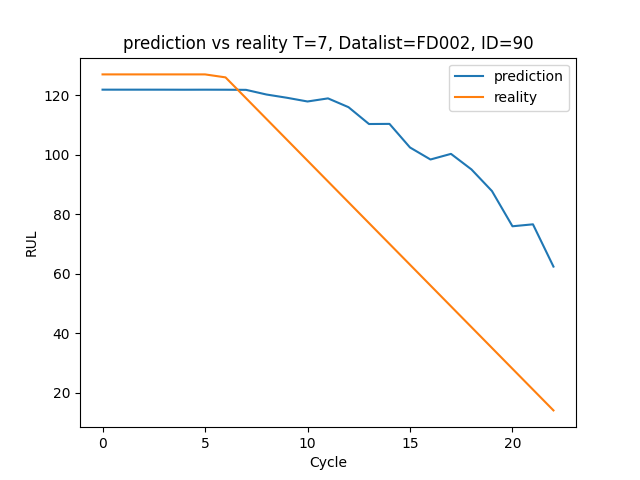 prediction vs reality T=7, Datalist=FD002, ID=90
prediction
reality
120
100
80
60
40
20
RUL
0 5 10 15 20
Cycle